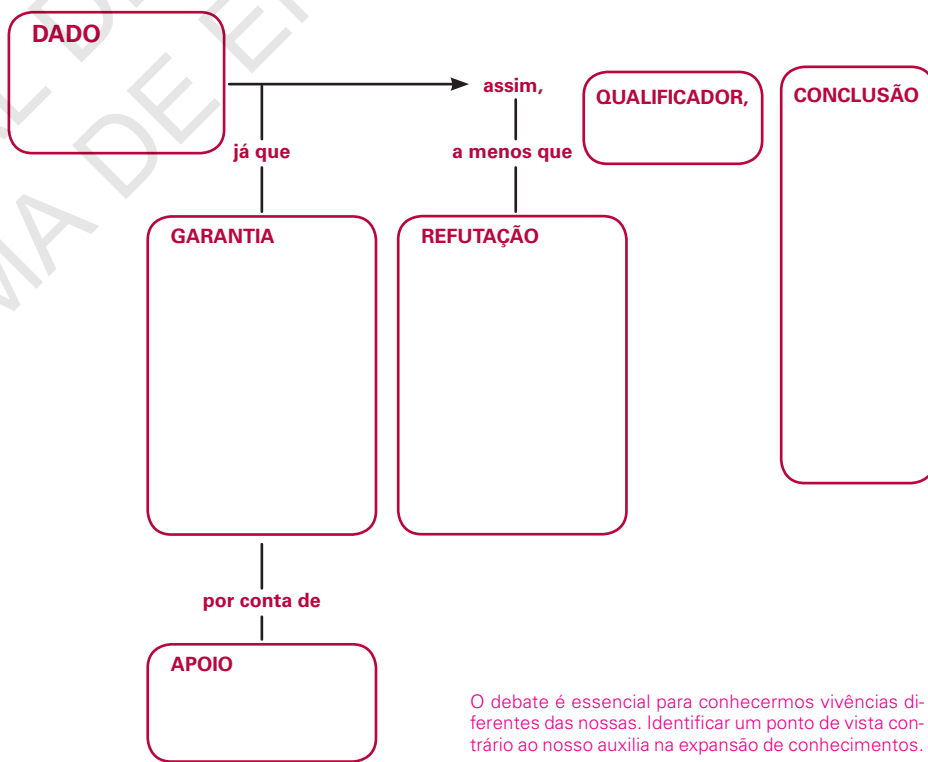 DADO
assim,
QUALIFICADOR,
CONCLUSÃO
já que
a menos que
GARANTIA
REFUTAÇÃO
por conta de
APOIO
O debate é essencial para conhecermos vivências di-
ferentes das nossas. Identificar um ponto de vista con-
trário ao nosso auxilia na expansão de conhecimentos.